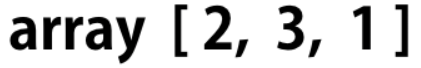 array [ 2, 3, 1 ]